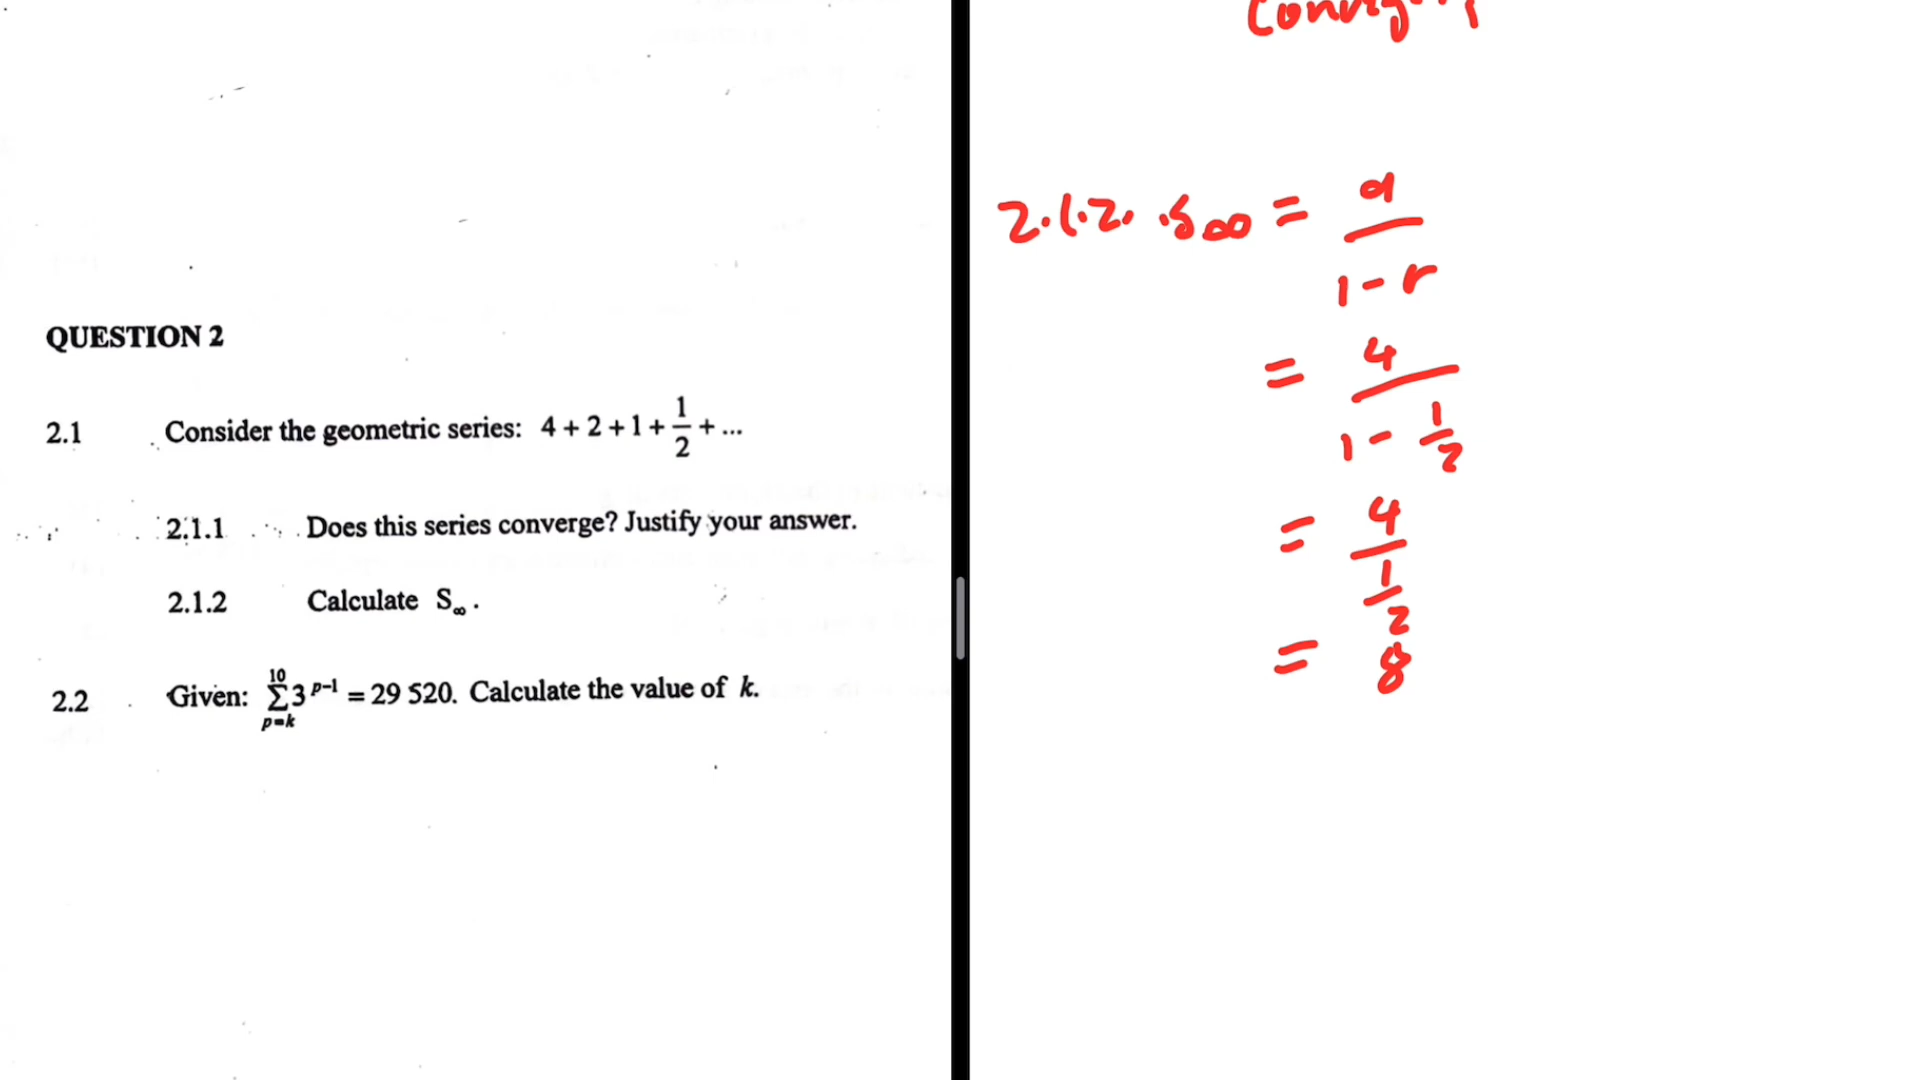 QUESTION 2
2.1 Consider the geometric series: 4 + 2 + 1 + 1/2 + ...
2.1.1 Does this series converge? Justify your answer.
2.1.2 Calculate S∞.
2.2 Given: ∑_{p=k}^{10} 3^{p-1} = 29 520. Calculate the value of k.
2.1.2. S∞ = a/(1-r)
= 4/(1 - 1/2)
= 4/(1/2)
= 8